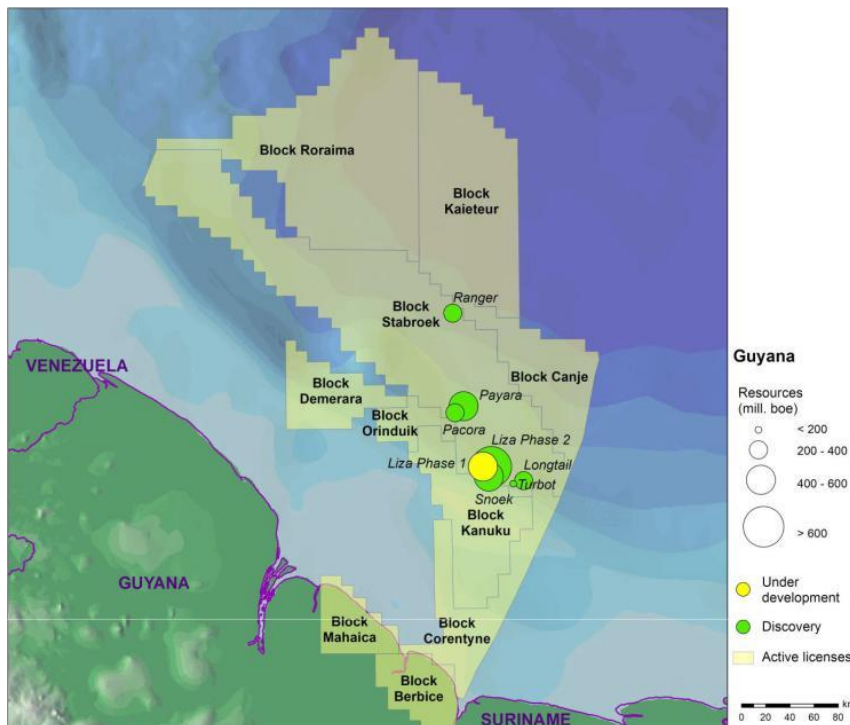 Block Roraima
Block
Kaieteur
Ranger
Block
Stabroek
VENEZUELA
Block Canje
Block
Demerara
Payara
Block
Orinduik
Pacora
Liza Phase 2
Liza Phase 1
Longtail
Turbot
Snoek
Block
Kanuku
GUYANA
Block
Mahaica
Block
Corentyne
Block
Berbice
SURINAME
Guyana
Resources
(mill. boe)
< 200
200 - 400
400 - 600
> 600
Under
development
Discovery
Active licenses
km
0 20 40 60 80